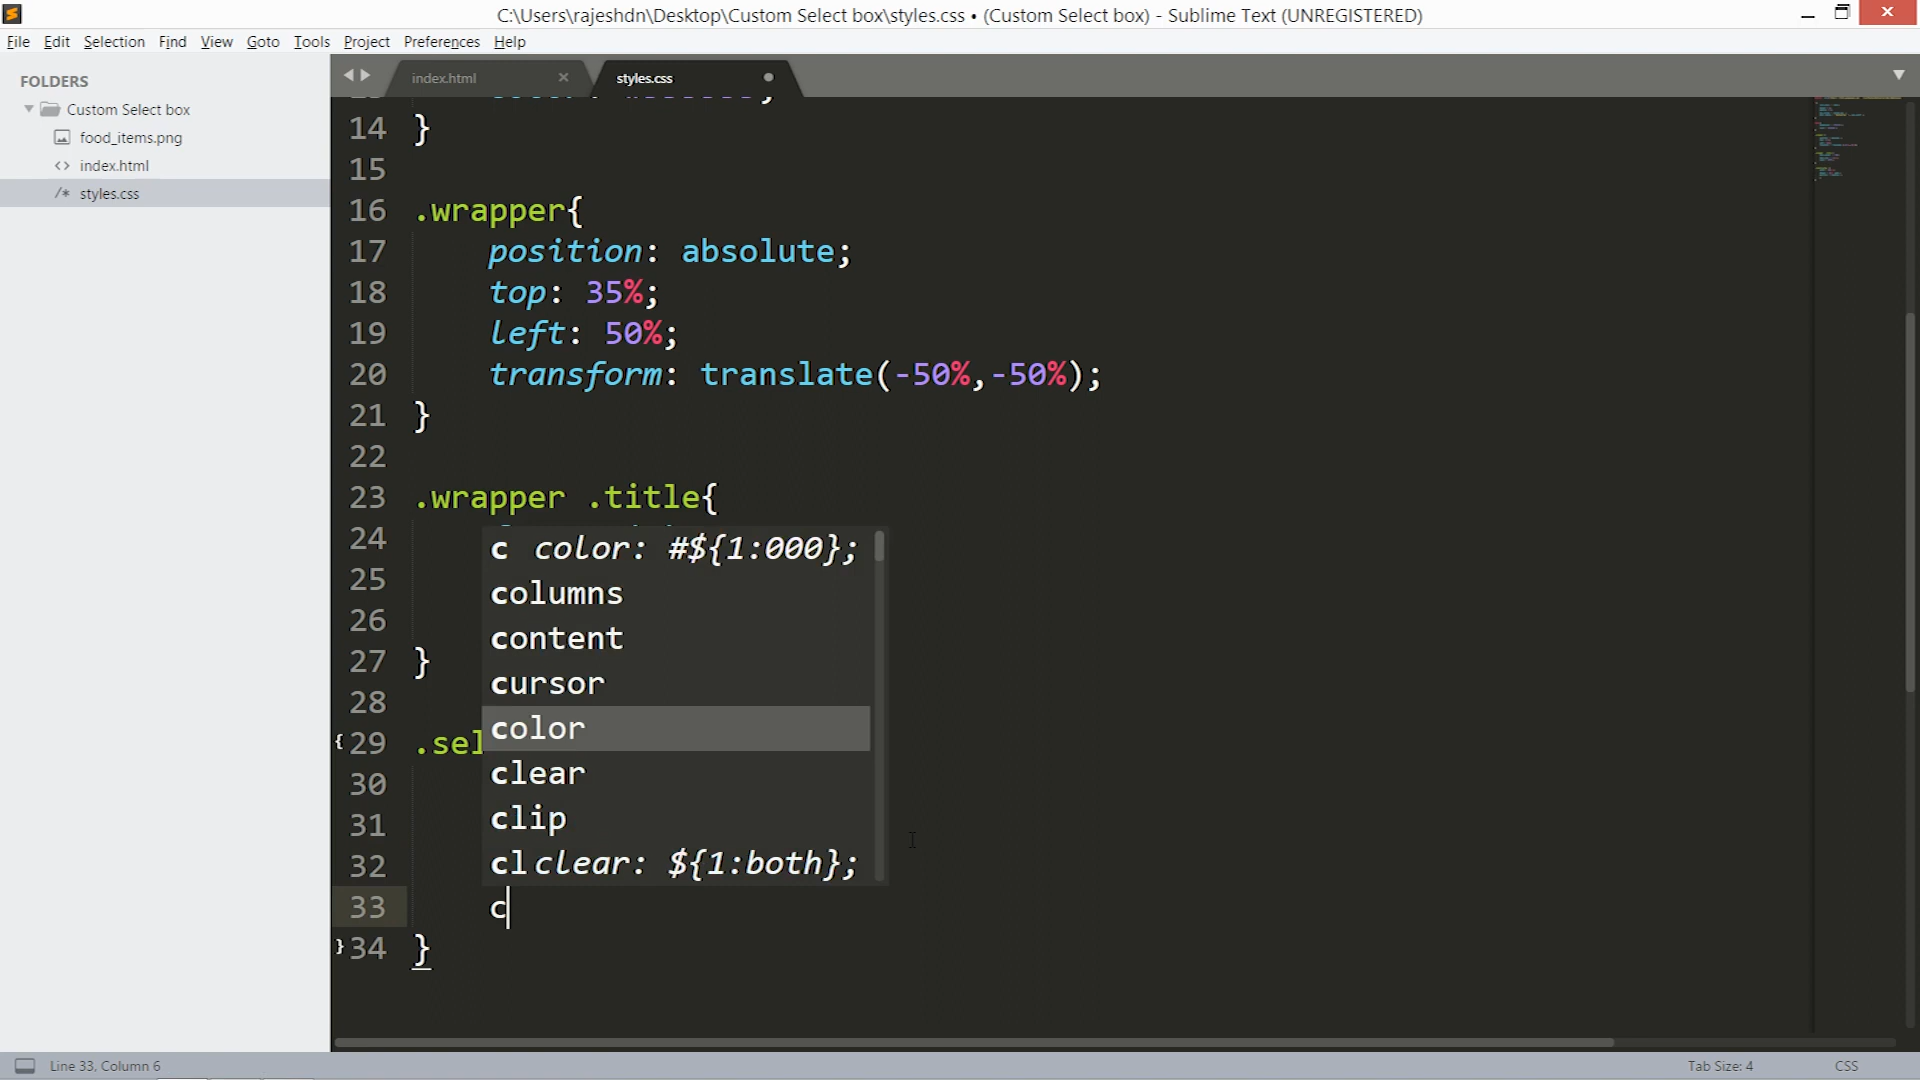 C:\Users\rajeshdn\Desktop\Custom Select box\styles.css • (Custom Select box) - Sublime Text (UNREGISTERED)
File Edit Selection Find View Goto Tools Project Preferences Help
FOLDERS
Custom Select box
food_items.png
index.html
styles.css
index.html
styles.css
14 }
15
16 .wrapper{
17 position: absolute;
18 top: 35%;
19 left: 50%;
20 transform: translate(-50%,-50%);
21 }
22
23 .wrapper .title{
24
c color: #${1:000};
25
columns
26
content
27 }
cursor
28
color
29 .sel
30
clear
31
clip
32
cl clear: ${1:both};
33 c
34 }
Line 33, Column 6
Tab Size: 4
CSS